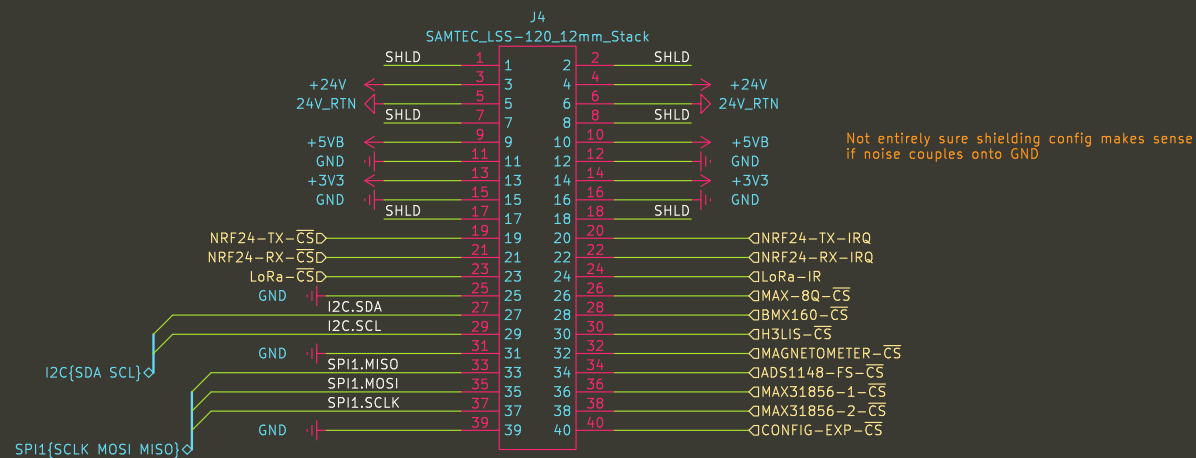 J4
SAMTEC_LSS-120_12mm_Stack
SHLD 1 1 2 2 SHLD
+24V 3 3 4 4 +24V
24V_RTN 5 5 6 6 24V_RTN
SHLD 7 7 8 8 SHLD
+5VB 9 9 10 10 +5VB
GND 11 11 12 12 GND
+3V3 13 13 14 14 +3V3
GND 15 15 16 16 GND
SHLD 17 17 18 18 SHLD
NRF24-TX-CS 19 19 20 20 NRF24-TX-IRQ
NRF24-RX-CS 21 21 22 22 NRF24-RX-IRQ
LoRa-CS 23 23 24 24 LoRa-IR
GND 25 25 26 26 MAX-8Q-CS
I2C.SDA 27 27 28 28 BMX160-CS
I2C.SCL 29 29 30 30 H3LIS-CS
GND 31 31 32 32 MAGNETOMETER-CS
I2C{SDA SCL} SPI1.MISO 33 33 34 34 ADS1148-FS-CS
SPI1.MOSI 35 35 36 36 MAX31856-1-CS
SPI1.SCLK 37 37 38 38 MAX31856-2-CS
GND 39 39 40 40 CONFIG-EXP-CS
SPI1{SCLK MOSI MISO}
Not entirely sure shielding config makes sense
if noise couples onto GND